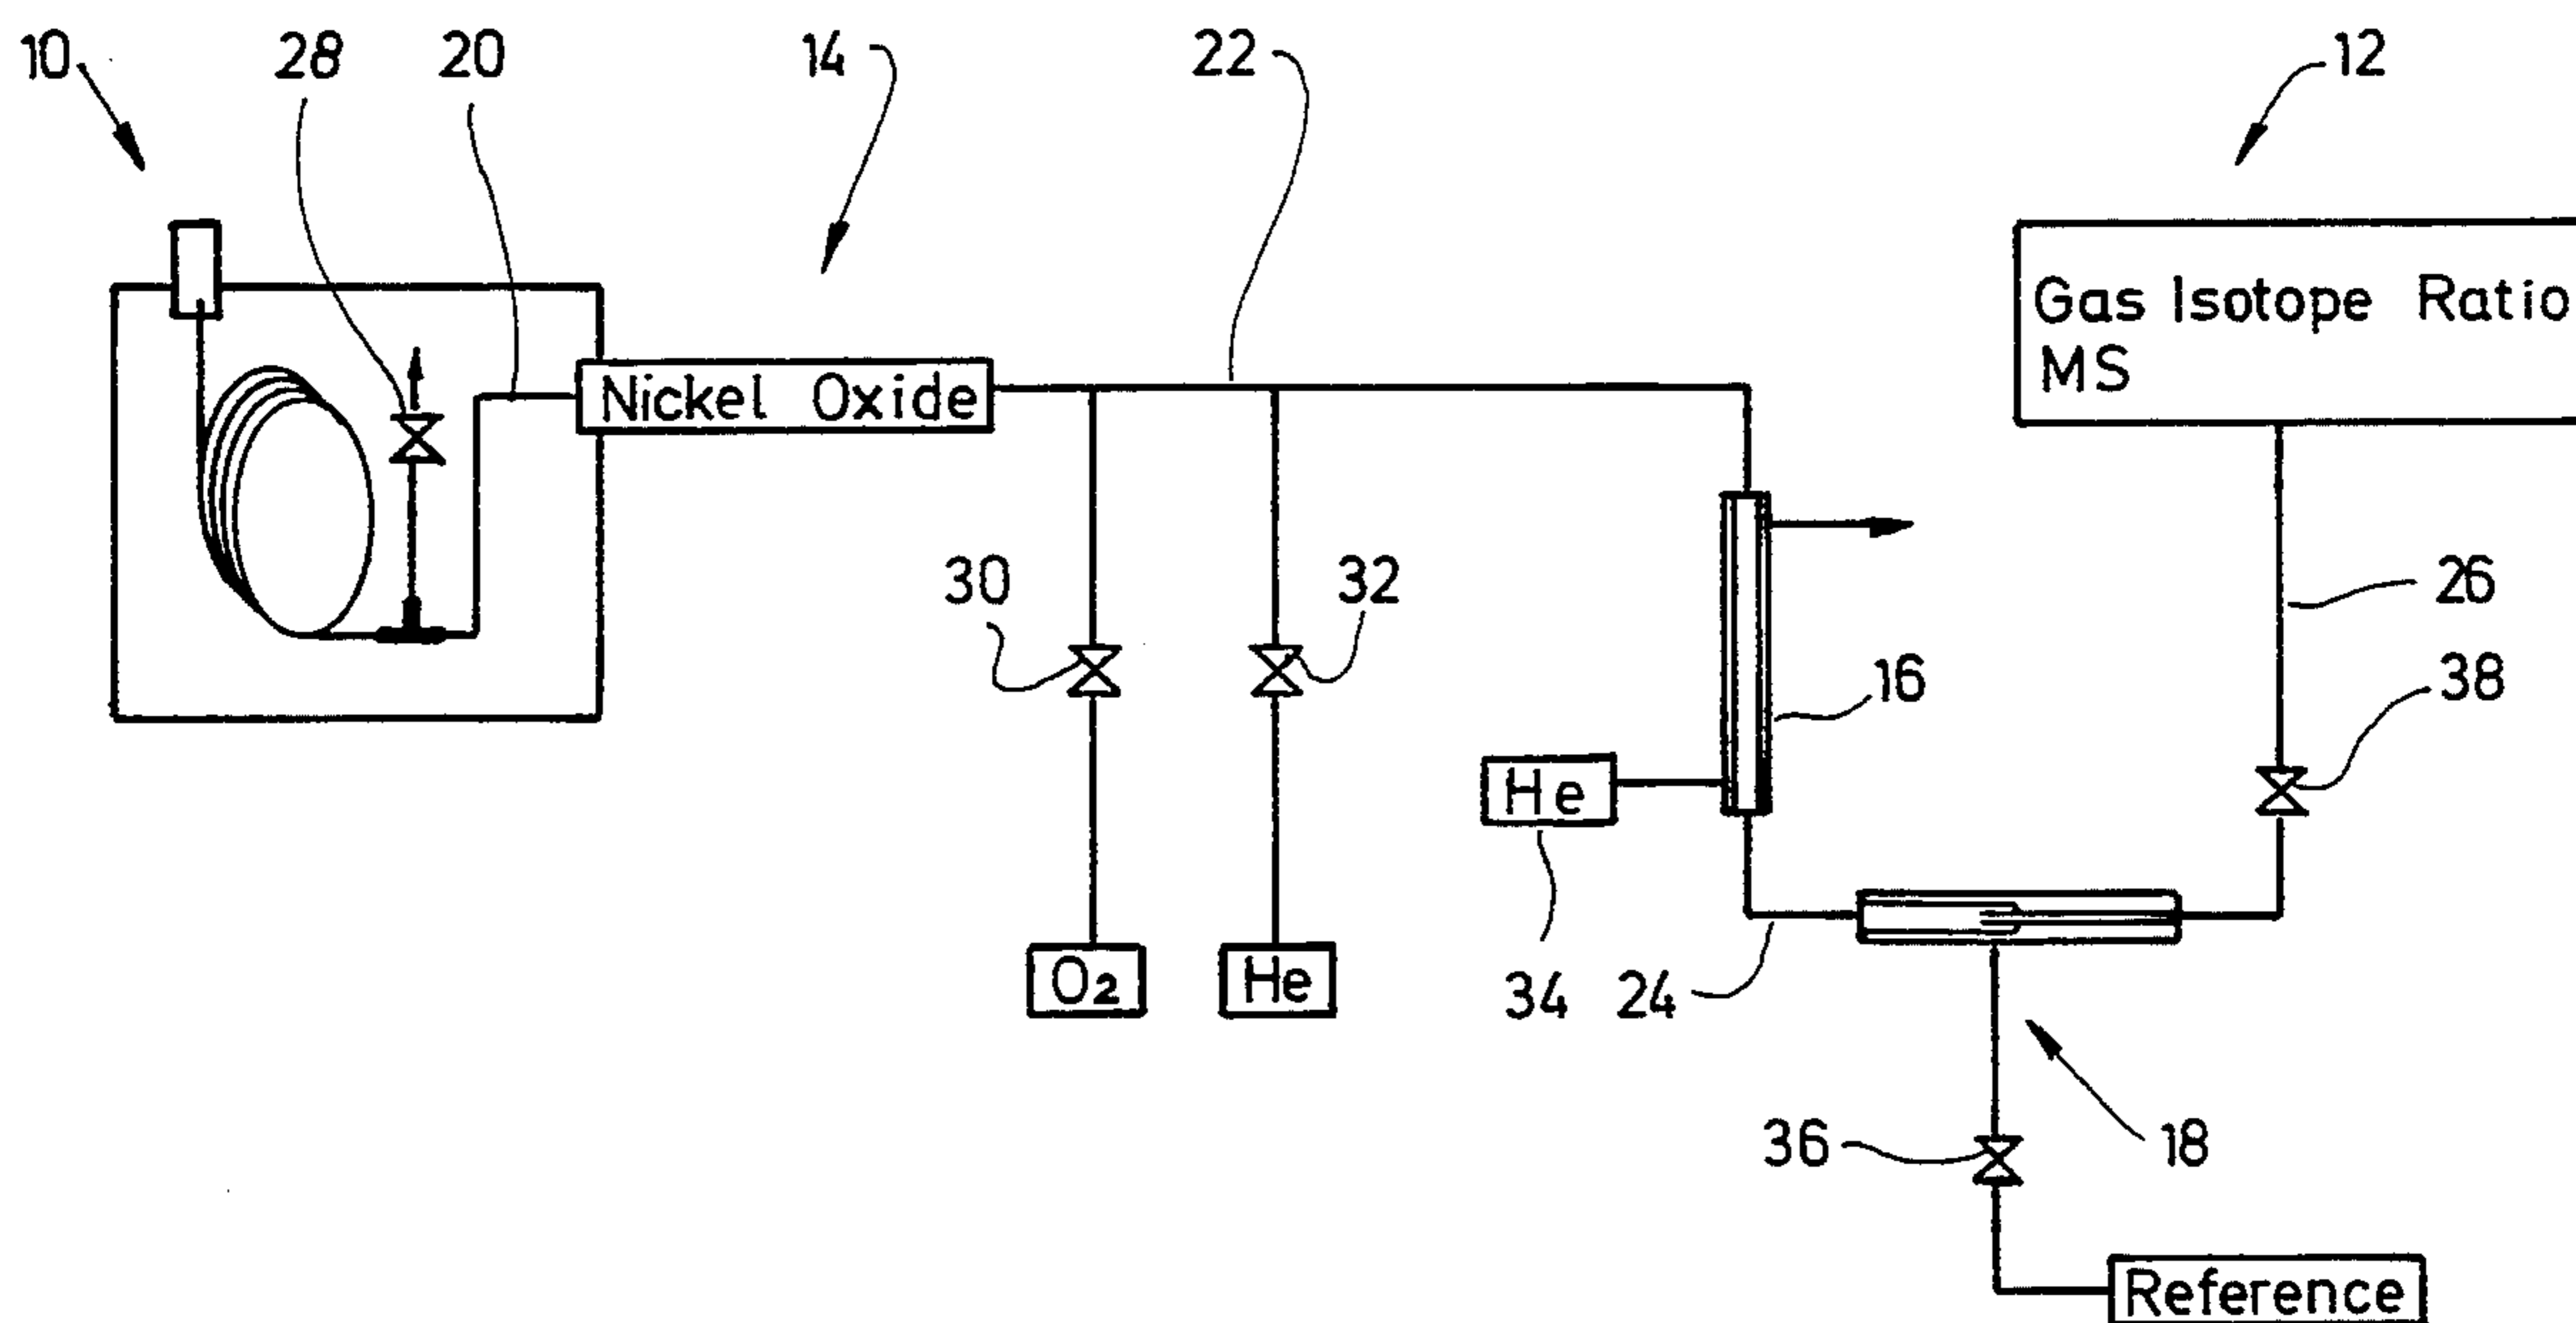 10
28
20
14
22
12
Gas Isotope Ratio
MS
Nickel Oxide
30
32
26
16
38
He
O2
He
34
24
36
18
Reference